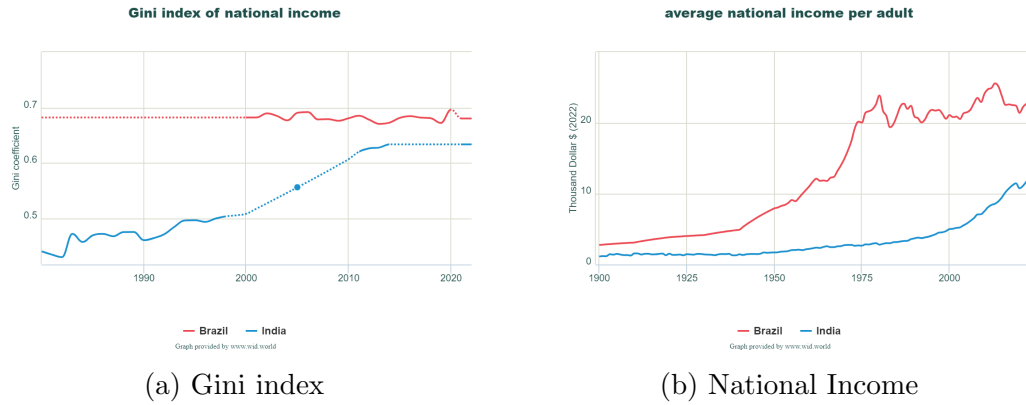 Gini index of national income
0.7
0.6
0.5
Gini coefficient
1990
2000
2010
2020
Brazil
India
Graph provided by www.wid.world
(a) Gini index
average national income per adult
20
10
0
Thousand Dollar $ (2022)
1900
1925
1950
1975
2000
Brazil
India
Graph provided by www.wid.world
(b) National Income